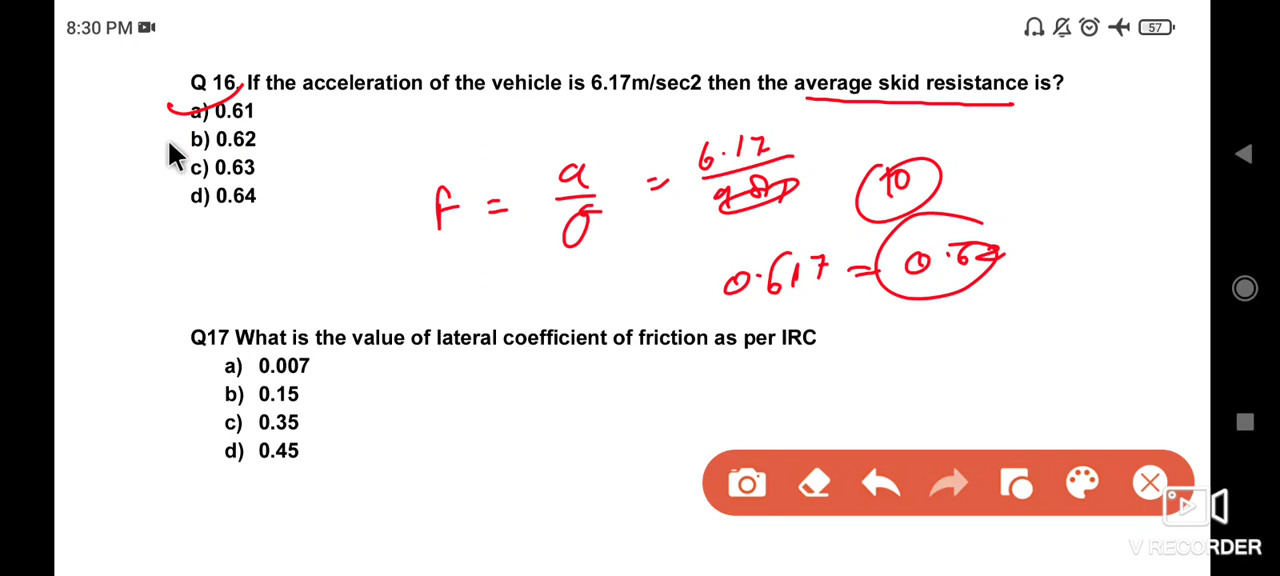 8:30 PM
57
Q 16. If the acceleration of the vehicle is 6.17m/sec2 then the average skid resistance is?
a) 0.61
b) 0.62
c) 0.63
d) 0.64
f = a/g = 6.17/9.81
10
0.617 = 0.62
Q17 What is the value of lateral coefficient of friction as per IRC
a) 0.007
b) 0.15
c) 0.35
d) 0.45
V RECORDER